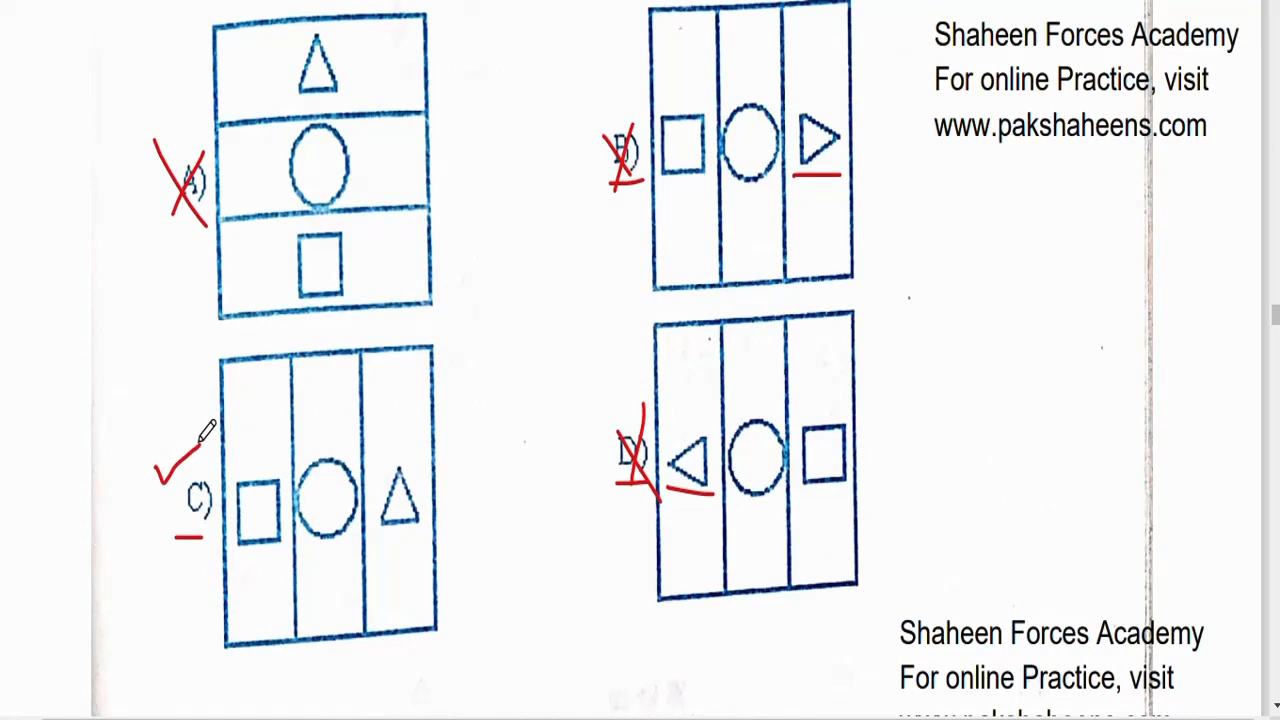 Shaheen Forces Academy
For online Practice, visit
www.pakshaheens.com
A)
B)
C)
D)
Shaheen Forces Academy
For online Practice, visit